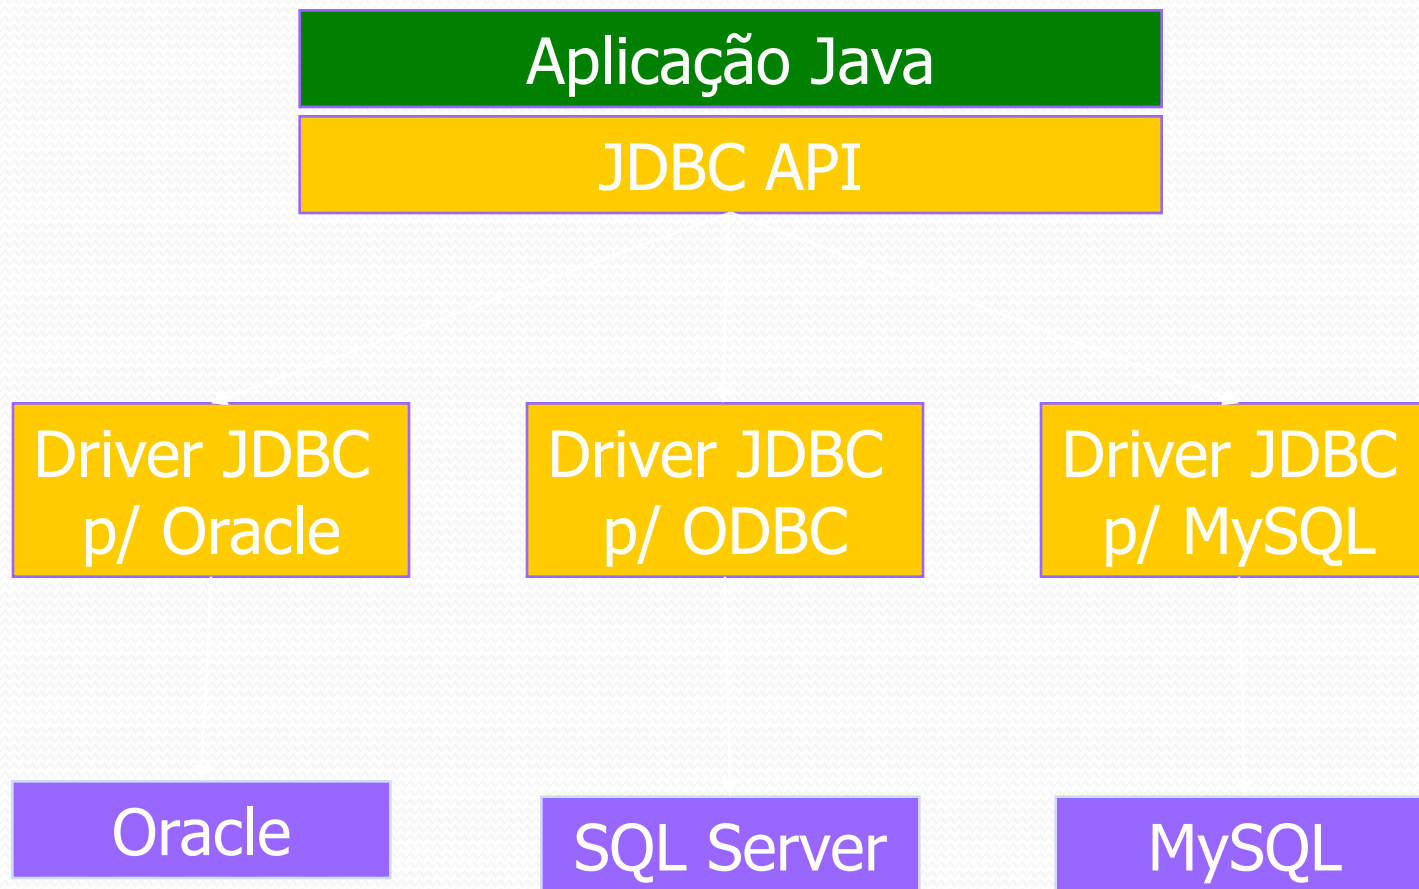 Aplicação Java
JDBC API
Driver JDBC
p/ Oracle
Driver JDBC
p/ ODBC
Driver JDBC
p/ MySQL
Oracle
SQL Server
MySQL